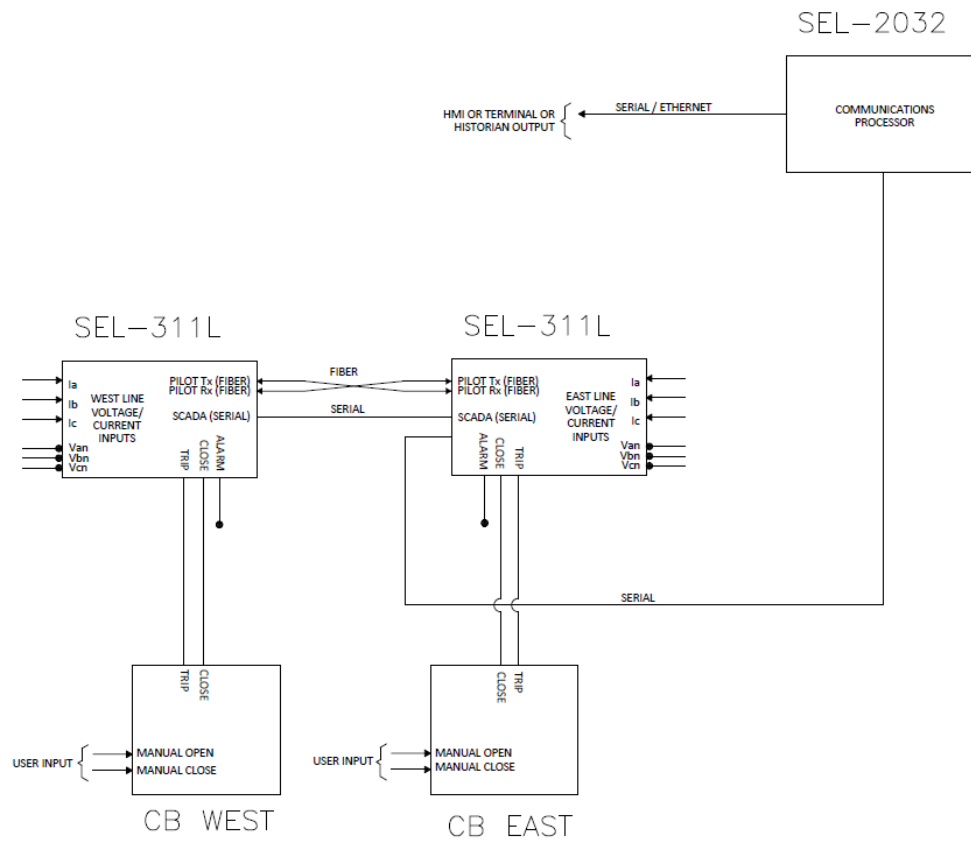 SEL-2032
COMMUNICATIONS
PROCESSOR
SERIAL / ETHERNET
HMI OR TERMINAL OR
HISTORIAN OUTPUT
SEL-311L
WEST LINE
VOLTAGE/
CURRENT
INPUTS
Ia
Ib
Ic
Van
Vbn
Vcn
PILOT Tx (FIBER)
PILOT Rx (FIBER)
SCADA (SERIAL)
TRIP
CLOSE
ALARM
FIBER
SERIAL
SEL-311L
PILOT Tx (FIBER)
PILOT Rx (FIBER)
SCADA (SERIAL)
ALARM
CLOSE
TRIP
EAST LINE
VOLTAGE/
CURRENT
INPUTS
Ia
Ib
Ic
Van
Vbn
Vcn
SERIAL
TRIP
CLOSE
USER INPUT
MANUAL OPEN
MANUAL CLOSE
CB WEST
CLOSE
TRIP
USER INPUT
MANUAL OPEN
MANUAL CLOSE
CB EAST